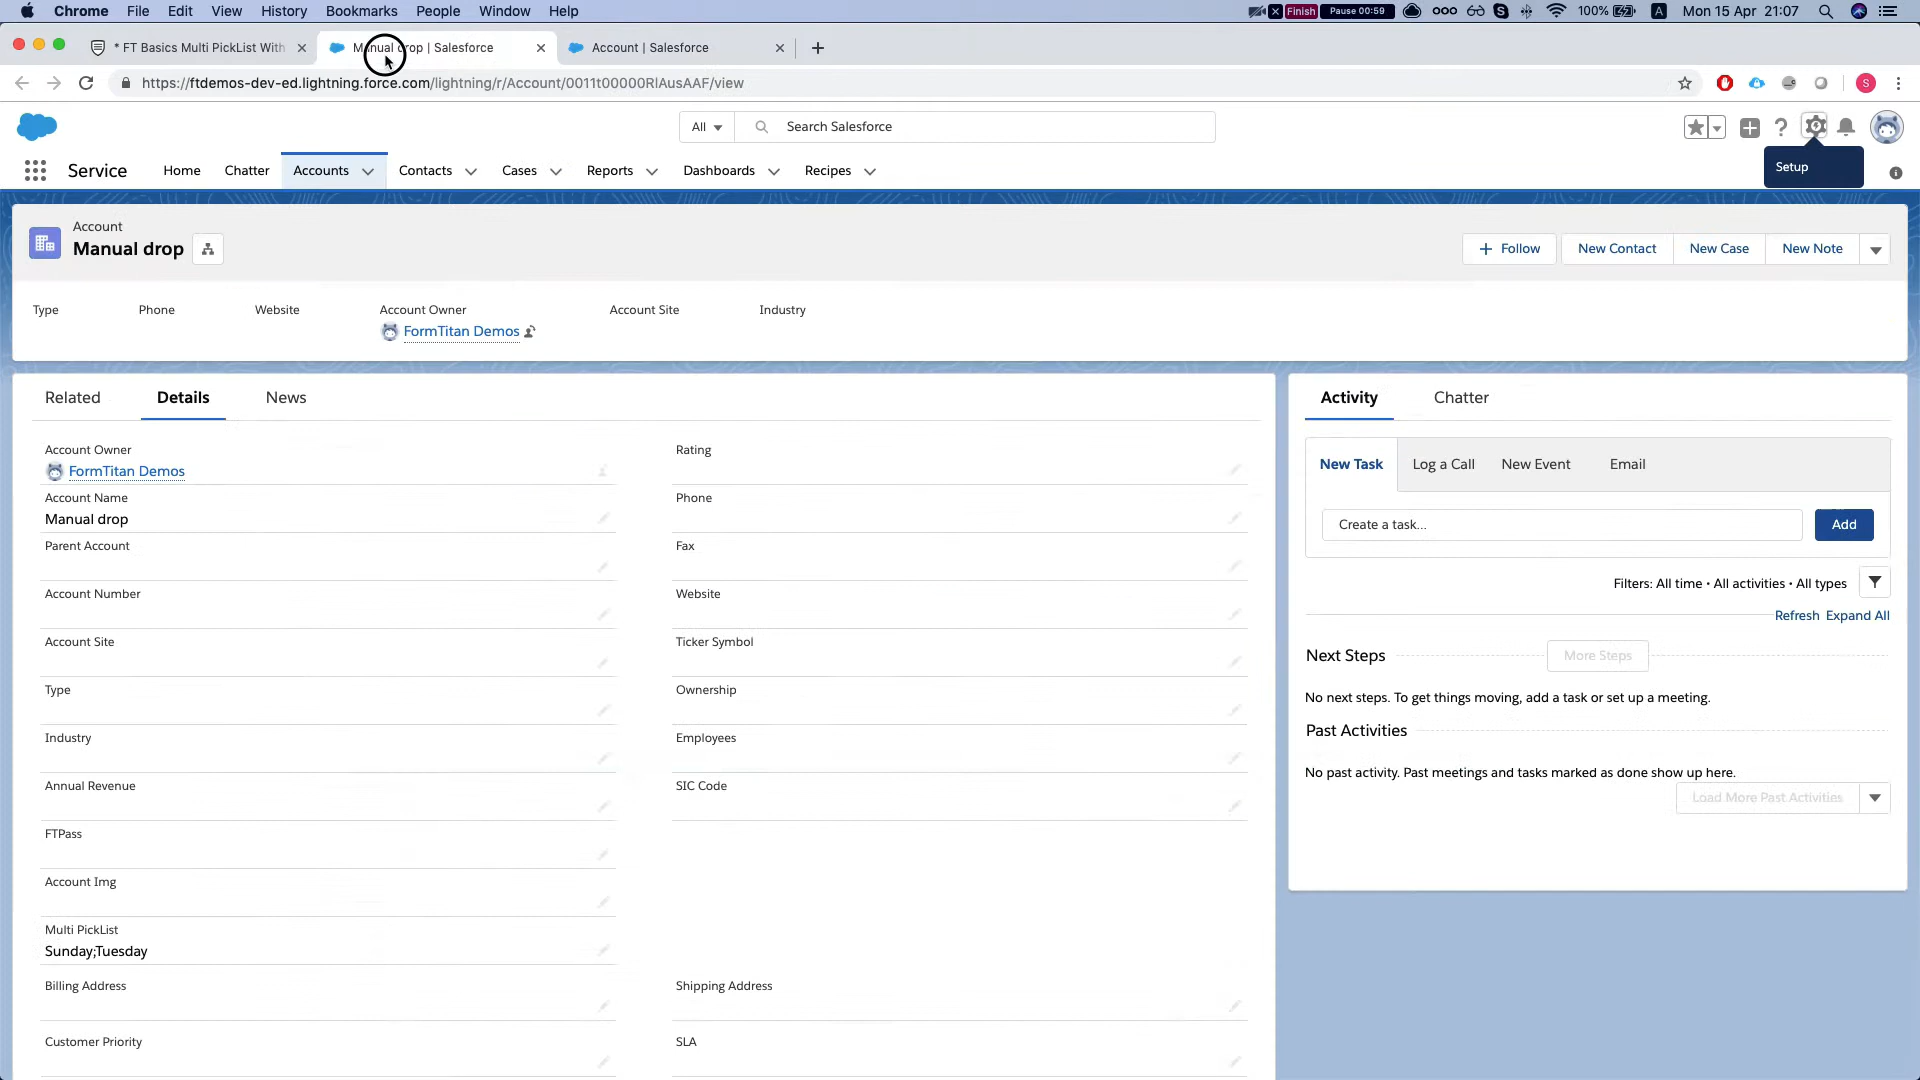 Chrome File Edit View History Bookmarks People Window Help Finish Pause 00:59 100% A Mon 15 Apr 21:07
* FT Basics Multi PickList With Manual drop | Salesforce Account | Salesforce
https://ftdemos-dev-ed.lightning.force.com/lightning/r/Account/0011t00000RlAusAAF/view S
All Search Salesforce
Service Home Chatter Accounts Contacts Cases Reports Dashboards Recipes Setup
Account
Manual drop
+ Follow New Contact New Case New Note
Type Phone Website Account Owner Account Site Industry
FormTitan Demos
Related Details News
Activity Chatter
Account Owner Rating
FormTitan Demos
New Task Log a Call New Event Email
Account Name Phone
Manual drop
Create a task... Add
Parent Account Fax
Filters: All time • All activities • All types
Account Number Website
Refresh Expand All
Account Site Ticker Symbol
Next Steps More Steps
Type Ownership
No next steps. To get things moving, add a task or set up a meeting.
Past Activities
Industry Employees
No past activity. Past meetings and tasks marked as done show up here.
Annual Revenue SIC Code
Load More Past Activities
FTPass
Account Img
Multi PickList
Sunday;Tuesday
Billing Address Shipping Address
Customer Priority SLA